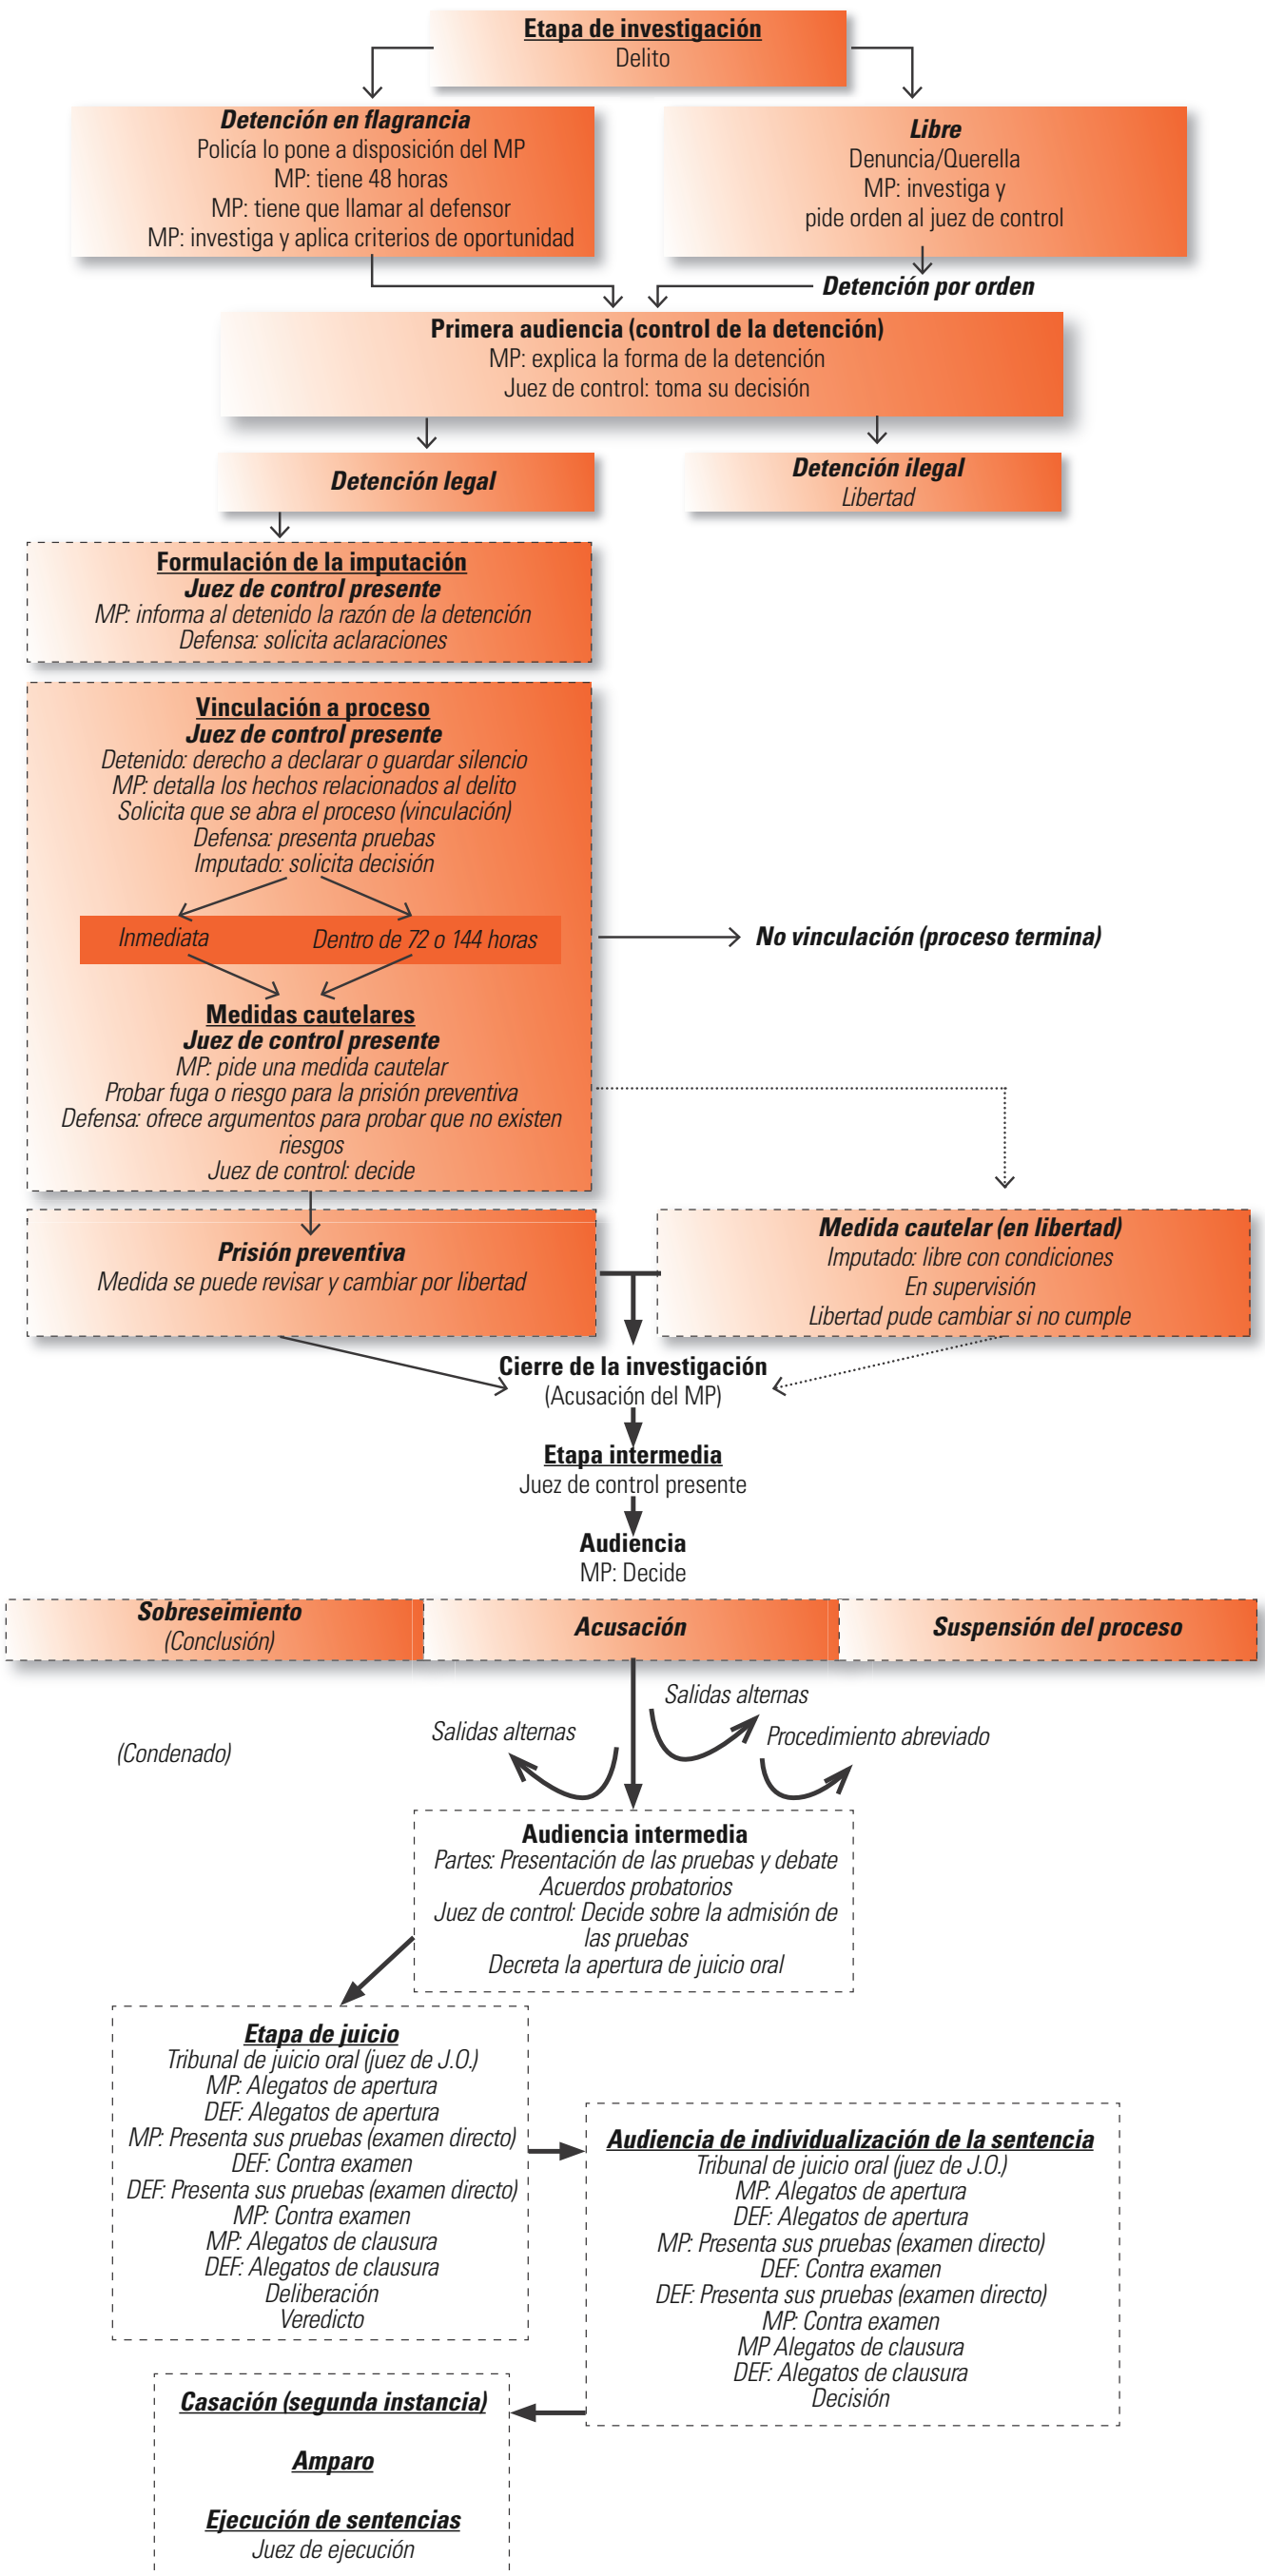 Etapa de investigación
Delito
Detención en flagrancia
Policía lo pone a disposición del MP
MP: tiene 48 horas
MP: tiene que llamar al defensor
MP: investiga y aplica criterios de oportunidad
Libre
Denuncia/Querella
MP: investiga y
pide orden al juez de control
Detención por orden
Primera audiencia (control de la detención)
MP: explica la forma de la detención
Juez de control: toma su decisión
Detención legal
Detención ilegal
Libertad
Formulación de la imputación
Juez de control presente
MP: informa al detenido la razón de la detención
Defensa: solicita aclaraciones
Vinculación a proceso
Juez de control presente
Detenido: derecho a declarar o guardar silencio
MP: detalla los hechos relacionados al delito
Solicita que se abra el proceso (vinculación)
Defensa: presenta pruebas
Imputado: solicita decisión
Inmediata
Dentro de 72 o 144 horas
No vinculación (proceso termina)
Medidas cautelares
Juez de control presente
MP: pide una medida cautelar
Probar fuga o riesgo para la prisión preventiva
Defensa: ofrece argumentos para probar que no existen
riesgos
Juez de control: decide
Prisión preventiva
Medida se puede revisar y cambiar por libertad
Medida cautelar (en libertad)
Imputado: libre con condiciones
En supervisión
Libertad pude cambiar si no cumple
Cierre de la investigación
(Acusación del MP)
Etapa intermedia
Juez de control presente
Audiencia
MP: Decide
Sobreseimiento
(Conclusión)
Acusación
Suspensión del proceso
Salidas alternas
Salidas alternas
Procedimiento abreviado
(Condenado)
Audiencia intermedia
Partes: Presentación de las pruebas y debate
Acuerdos probatorios
Juez de control: Decide sobre la admisión de
las pruebas
Decreta la apertura de juicio oral
Etapa de juicio
Tribunal de juicio oral (juez de J.O.)
MP: Alegatos de apertura
DEF: Alegatos de apertura
MP: Presenta sus pruebas (examen directo)
DEF: Contra examen
DEF: Presenta sus pruebas (examen directo)
MP: Contra examen
MP: Alegatos de clausura
DEF: Alegatos de clausura
Deliberación
Veredicto
Audiencia de individualización de la sentencia
Tribunal de juicio oral (juez de J.O.)
MP: Alegatos de apertura
DEF: Alegatos de apertura
MP: Presenta sus pruebas (examen directo)
DEF: Contra examen
DEF: Presenta sus pruebas (examen directo)
MP: Contra examen
MP Alegatos de clausura
DEF: Alegatos de clausura
Decisión
Casación (segunda instancia)
Amparo
Ejecución de sentencias
Juez de ejecución